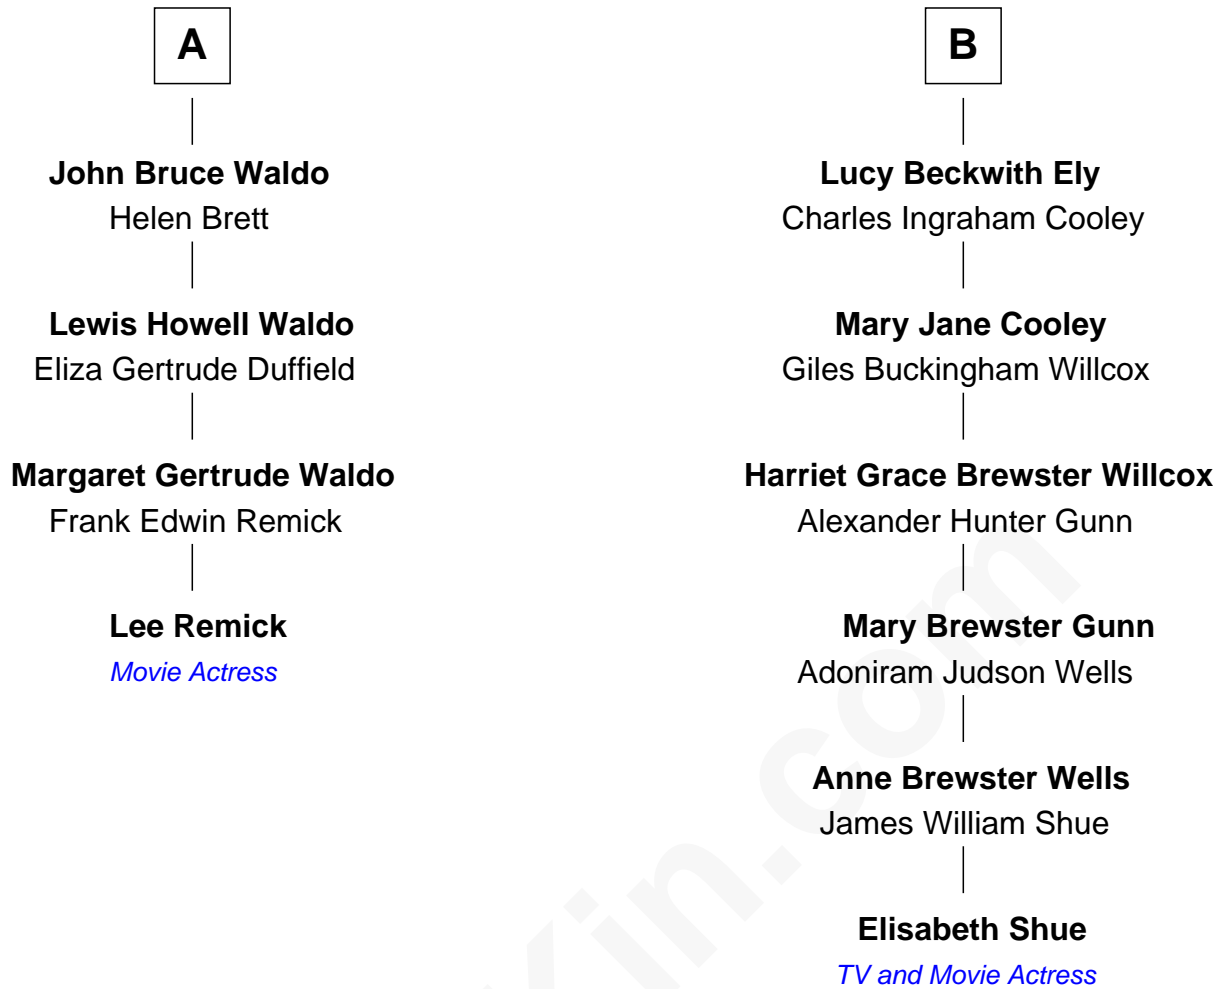 A
John Bruce Waldo
Helen Brett
Lewis Howell Waldo
Eliza Gertrude Duffield
Margaret Gertrude Waldo
Frank Edwin Remick
Lee Remick
Movie Actress
B
Lucy Beckwith Ely
Charles Ingraham Cooley
Mary Jane Cooley
Giles Buckingham Willcox
Harriet Grace Brewster Willcox
Alexander Hunter Gunn
Mary Brewster Gunn
Adoniram Judson Wells
Anne Brewster Wells
James William Shue
Elisabeth Shue
TV and Movie Actress
Kin.com